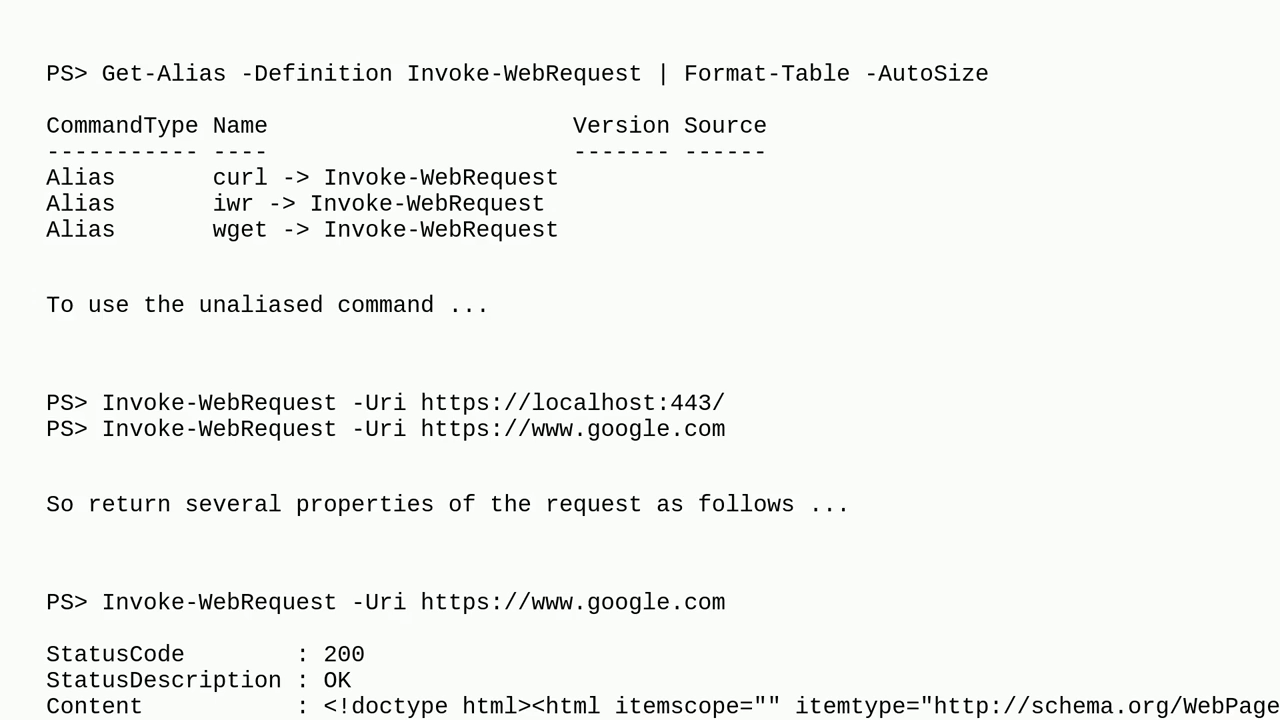 PS> Get-Alias -Definition Invoke-WebRequest | Format-Table -AutoSize
CommandType Name                      Version Source
----------- ----                      ------- ------
Alias       curl -> Invoke-WebRequest
Alias       iwr -> Invoke-WebRequest
Alias       wget -> Invoke-WebRequest
To use the unaliased command ...
PS> Invoke-WebRequest -Uri https://localhost:443/
PS> Invoke-WebRequest -Uri https://www.google.com
So return several properties of the request as follows ...
PS> Invoke-WebRequest -Uri https://www.google.com
StatusCode        : 200
StatusDescription : OK
Content           : <!doctype html><html itemscope="" itemtype="http://schema.org/WebPage